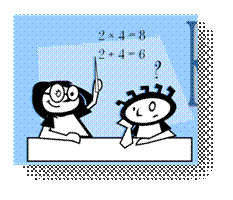 2 × 4 = 8
2 + 4 = 6
?